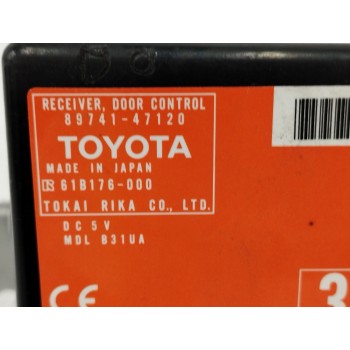 RECEIVER, DOOR CONTROL
89741-47120
TOYOTA
MADE IN JAPAN
61B176-000
TOKAI RIKA CO., LTD.
DC 5V
MDL B31UA
CE
3